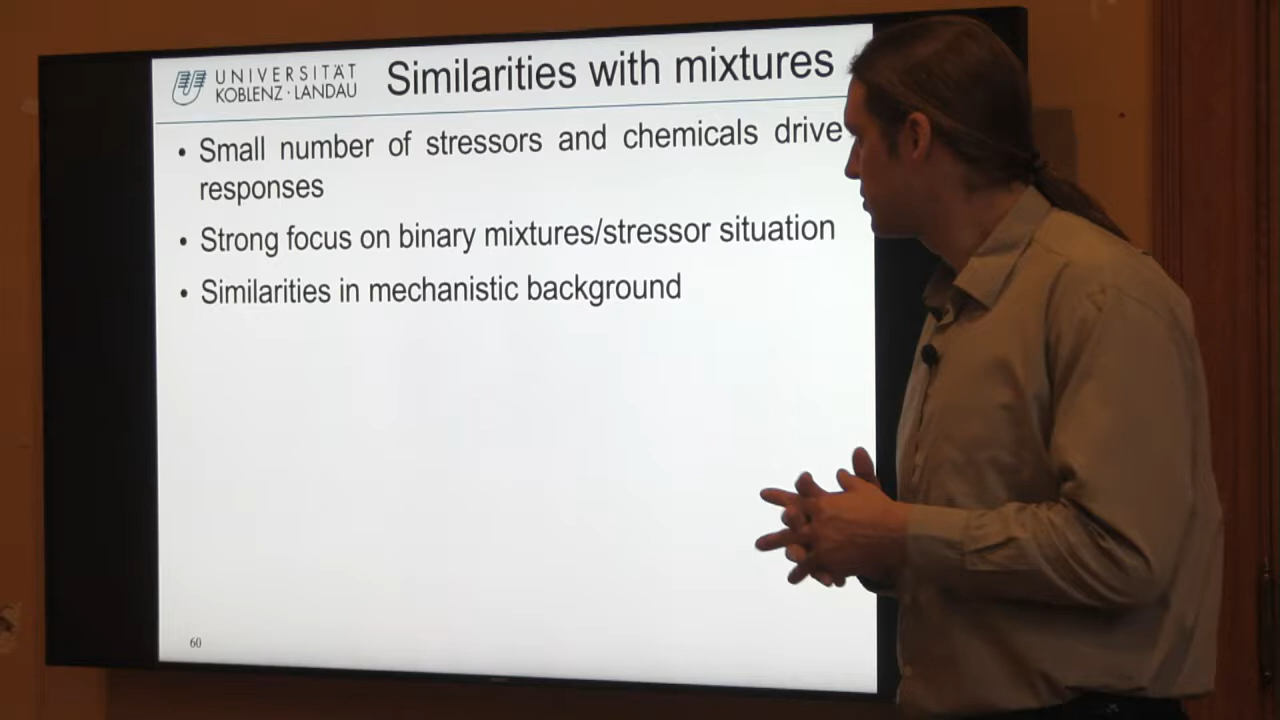 UNIVERSITÄT
KOBLENZ · LANDAU
Similarities with mixtures
• Small number of stressors and chemicals drive
responses
• Strong focus on binary mixtures/stressor situation
• Similarities in mechanistic background
60